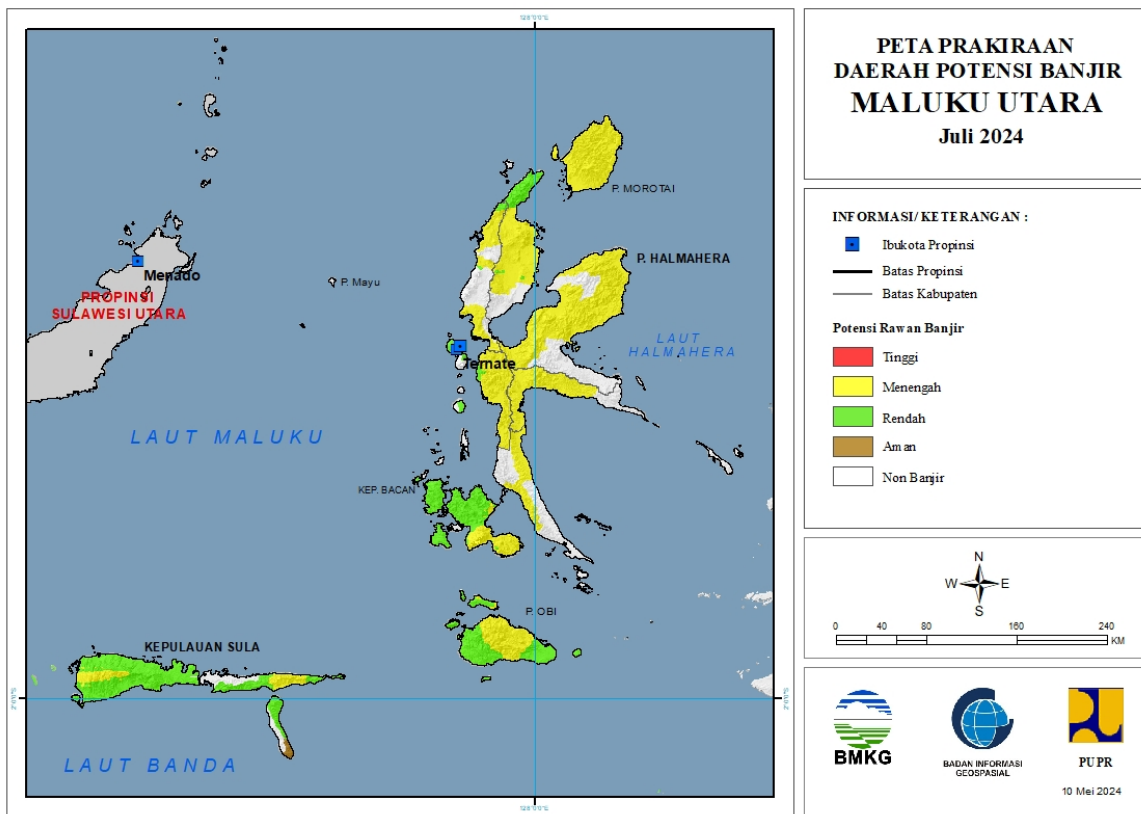 PETA PRAKIRAAN
DAERAH POTENSI BANJIR
MALUKU UTARA
Juli 2024
INFORMASI/ KETERANGAN :
Ibukota Propinsi
Batas Propinsi
Batas Kabupaten
Potensi Rawan Banjir
Tinggi
Menengah
Rendah
Aman
Non Banjir
N
W E
S
0 40 80 160 240
KM
BMKG
BADAN INFORMASI
GEOSPASIAL
PUPR
10 Mei 2024
P. MOROTAI
P. HALMAHERA
Menado
P. Mayu
PROPINSI
SULAWESI UTARA
LAUT
HALMAHERA
Ternate
LAUT MALUKU
KEP. BACAN
P. OBI
KEPULAUAN SULA
LAUT BANDA